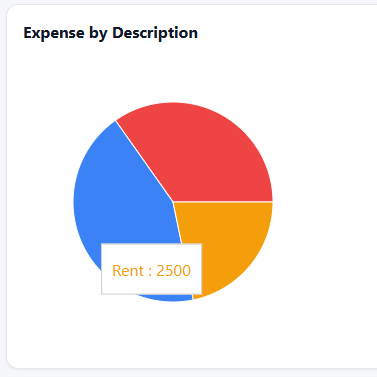 Expense by Description
Rent : 2500